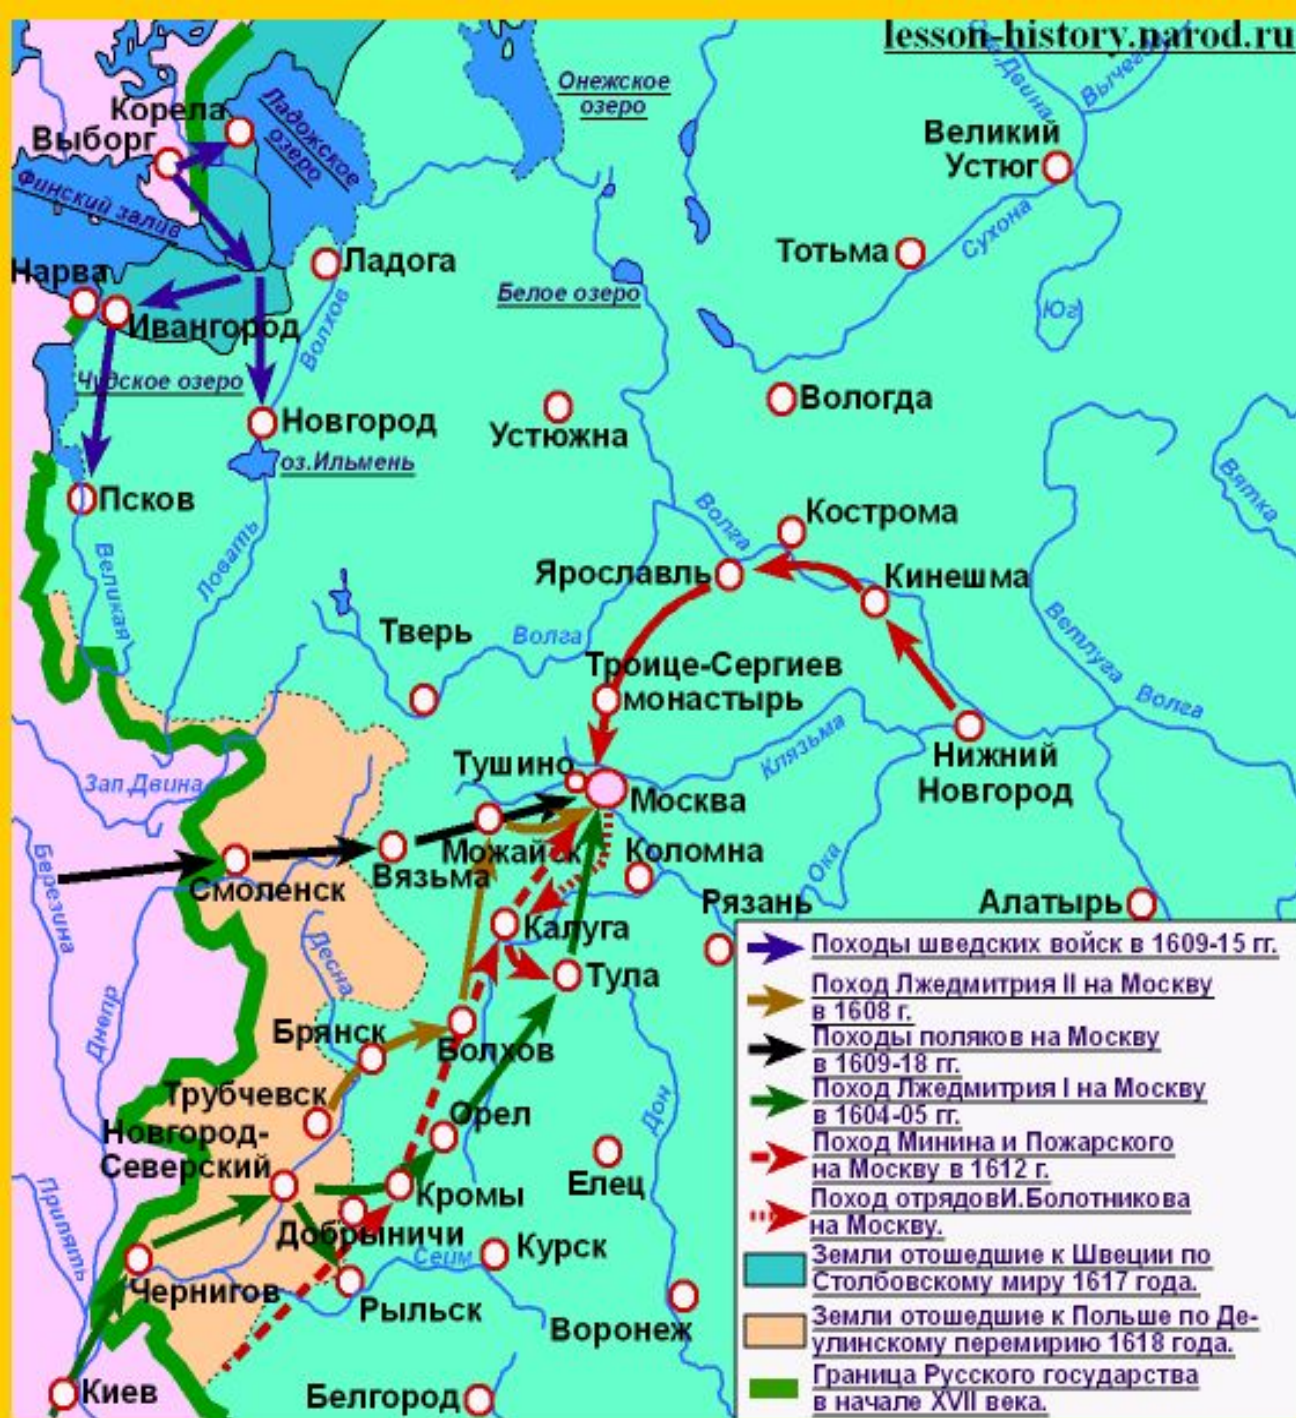 lesson-history.narod.ru
Онежское
озеро
Вычег
Корела
Ладожское
озеро
Выборг
Великий
Устюг
Финский залив
Сухона
Тотьма
Ладога
Нарва
Белое озеро
Юг
Ивангород
Волхов
Чудское озеро
Вологда
Новгород
Устюжна
оз.Ильмень
Вятка
Псков
Волга
Кострома
Ловать
Великая
Ярославль
Кинешма
Тверь
Волга
Ветлуга
Троице-Сергиев
монастырь
Волга
Клязьма
Нижний
Новгород
Тушино
Зап.Двина
Москва
Можайск
Коломна
Березина
Вязьма
Ока
Смоленск
Рязань
Алатырь
Калуга
Десна
Тула
Днепр
Брянск
Болхов
Трубчевск
Дон
Орел
Новгород-
Северский
Елец
Кромы
Припять
Добрыничи
Сеим
Курск
Чернигов
Рыльск
Воронеж
Киев
Белгород
Походы шведских войск в 1609-15 гг.
Поход Лжедмитрия II на Москву
в 1608 г.
Походы поляков на Москву
в 1609-18 гг.
Поход Лжедмитрия I на Москву
в 1604-05 гг.
Поход Минина и Пожарского
на Москву в 1612 г.
Поход отрядовИ.Болотникова
на Москву.
Земли отошедшие к Швеции по
Столбовскому миру 1617 года.
Земли отошедшие к Польше по Де-
улинскому перемирию 1618 года.
Граница Русского государства
в начале XVII века.